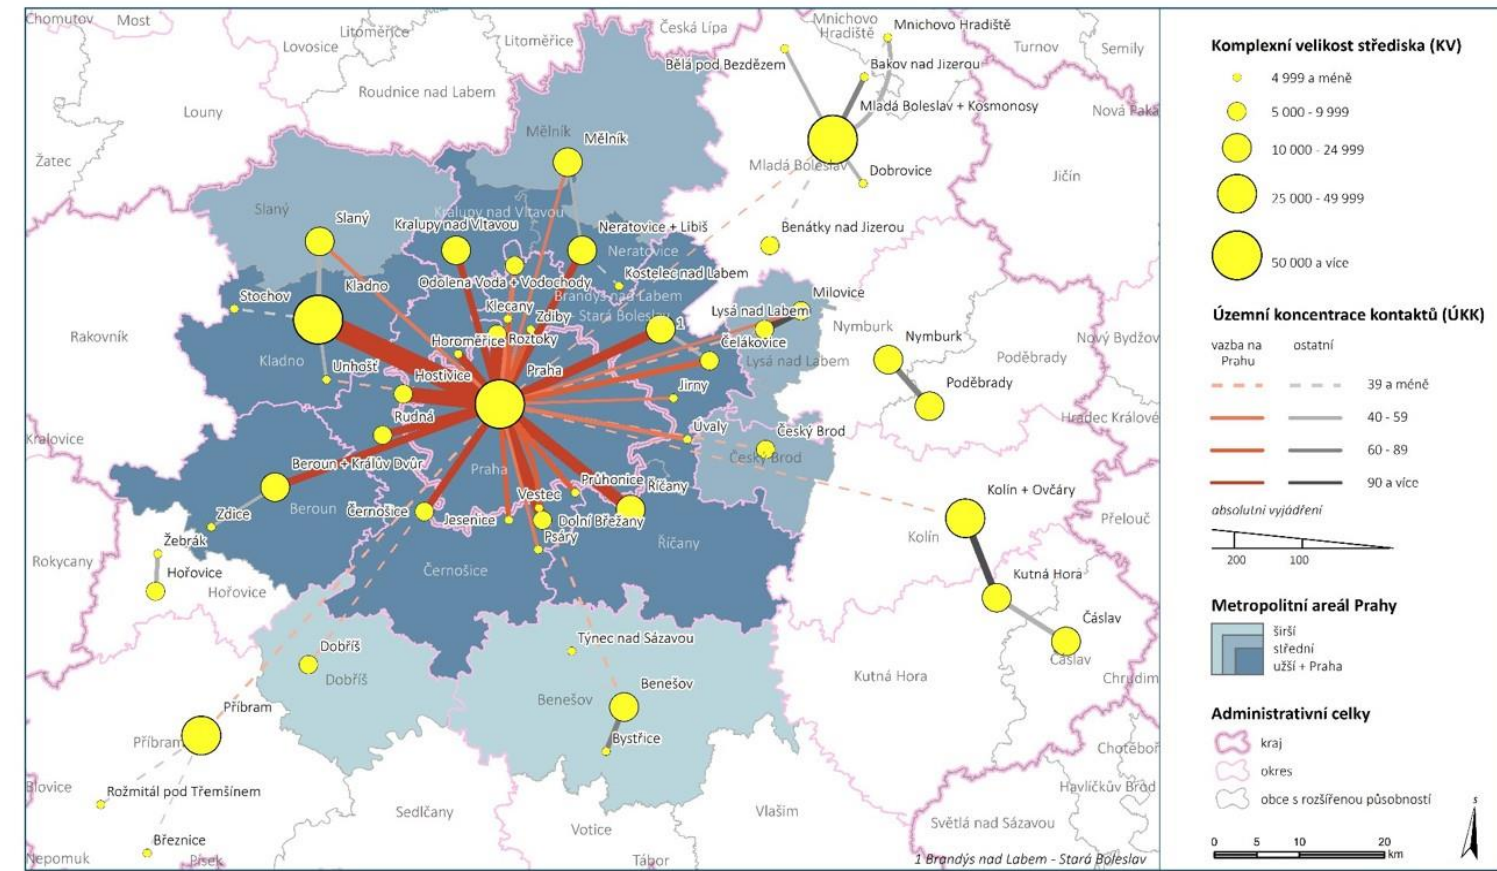 Chomutov
Most
Litoměřice
Lovosice
Litoměřice
Česká Lípa
Mnichovo
Hradiště
Mnichovo Hradiště
Turnov
Semily
Roudnice nad Labem
Bělá pod Bezdězem
Bakov nad Jizerou
Mladá Boleslav + Kosmonosy
Nová Paka
Louny
Žatec
Mělník
Mělník
Mladá Boleslav
Dobrovice
Jičín
Slaný
Slaný
Kralupy nad Vltavou
Kralupy nad Vltavou
Neratovice + Libiš
Neratovice
Benátky nad Jizerou
Kladno
Odolena Voda + Vodochody
Kostelec nad Labem
Stochov
Brandýs nad Labem
- Stará Boleslav
Klecany
Zdiby
Milovice
Lysá nad Labem
Rakovník
Horoměřice
Roztoky
1
Nymburk
Nymburk
Nový Bydžov
Kladno
Unhošť
Hostivice
Praha
Čelákovice
Lysá nad Labem
Poděbrady
Poděbrady
Jirny
Rudná
Úvaly
Český Brod
Český Brod
Hradec Králové
Kralovice
Beroun + Králův Dvůr
Praha
Průhonice
Říčany
Kolín + Ovčáry
Beroun
Černošice
Vestec
Jesenice
Dolní Břežany
Psáry
Zdice
Přelouč
Kolín
Žebrák
Říčany
Rokycany
Hořovice
Hořovice
Černošice
Kutná Hora
Čáslav
Čáslav
Dobříš
Dobříš
Týnec nad Sázavou
Benešov
Benešov
Kutná Hora
Chrudim
Příbram
Příbram
Bystřice
Chotěboř
Blovice
Rožmitál pod Třemšínem
Sedlčany
Vlašim
Havlíčkův Brod
Světlá nad Sázavou
Březnice
Votice
Nepomuk
Písek
Tábor
1 Brandýs nad Labem - Stará Boleslav
Komplexní velikost střediska (KV)
4 999 a méně
5 000 - 9 999
10 000 - 24 999
25 000 - 49 999
50 000 a více
Územní koncentrace kontaktů (ÚKK)
vazba na
Prahu
ostatní
39 a méně
40 - 59
60 - 89
90 a více
absolutní vyjádření
200
100
Metropolitní areál Prahy
širší
střední
užší + Praha
Administrativní celky
kraj
okres
obce s rozšířenou působností
0 5 10 20
km
S